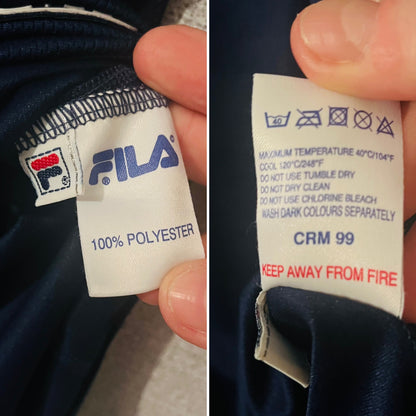 F
FILA
100% POLYESTER
40
MAXIMUM TEMPERATURE 40°C/104°F
COOL 120°C/248°F
DO NOT USE TUMBLE DRY
DO NOT DRY CLEAN
DO NOT USE CHLORINE BLEACH
WASH DARK COLOURS SEPARATELY
CRM 99
KEEP AWAY FROM FIRE